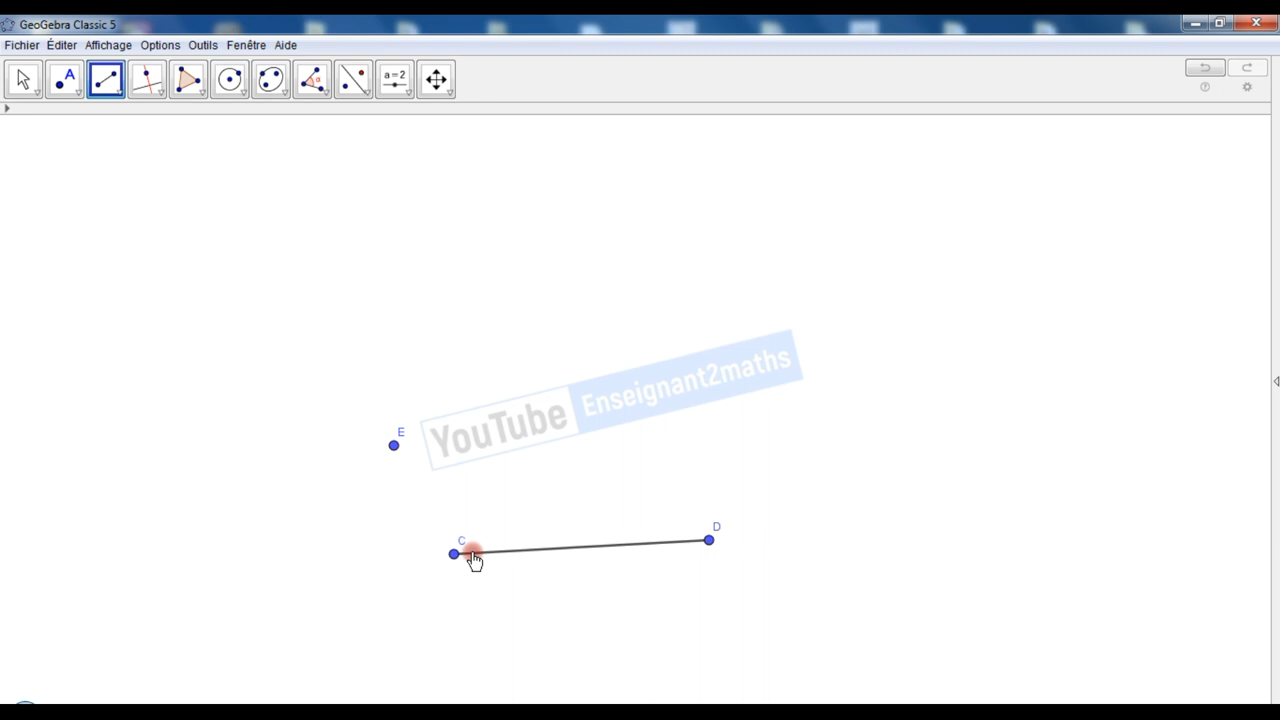 GeoGebra Classic 5
Fichier Éditer Affichage Options Outils Fenêtre Aide
A
α
a=2
YouTube Enseignant2maths
E
C
D